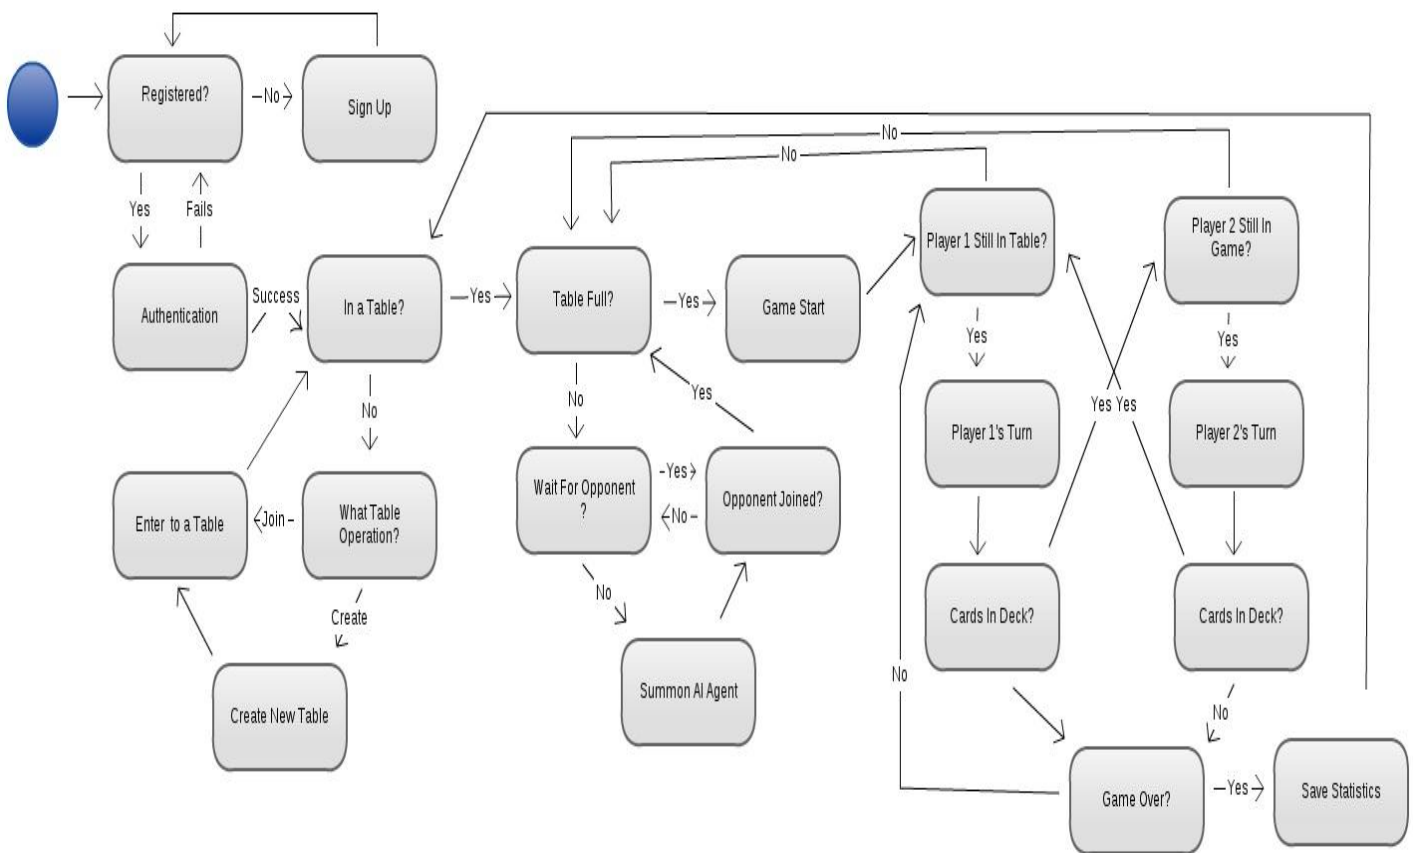 Registered?
No
Sign Up
Yes
Fails
No
No
Player 1 Still In Table?
Player 2 Still In
Game?
Authentication
Success
In a Table?
Yes
Table Full?
Yes
Game Start
Yes
Yes
No
No
Yes
Yes Yes
Player 1's Turn
Player 2's Turn
Enter to a Table
Join
What Table
Operation?
Wait For Opponent
?
Yes
No
Opponent Joined?
Create
No
Cards In Deck?
Cards In Deck?
Create New Table
Summon AI Agent
No
No
Game Over?
Yes
Save Statistics